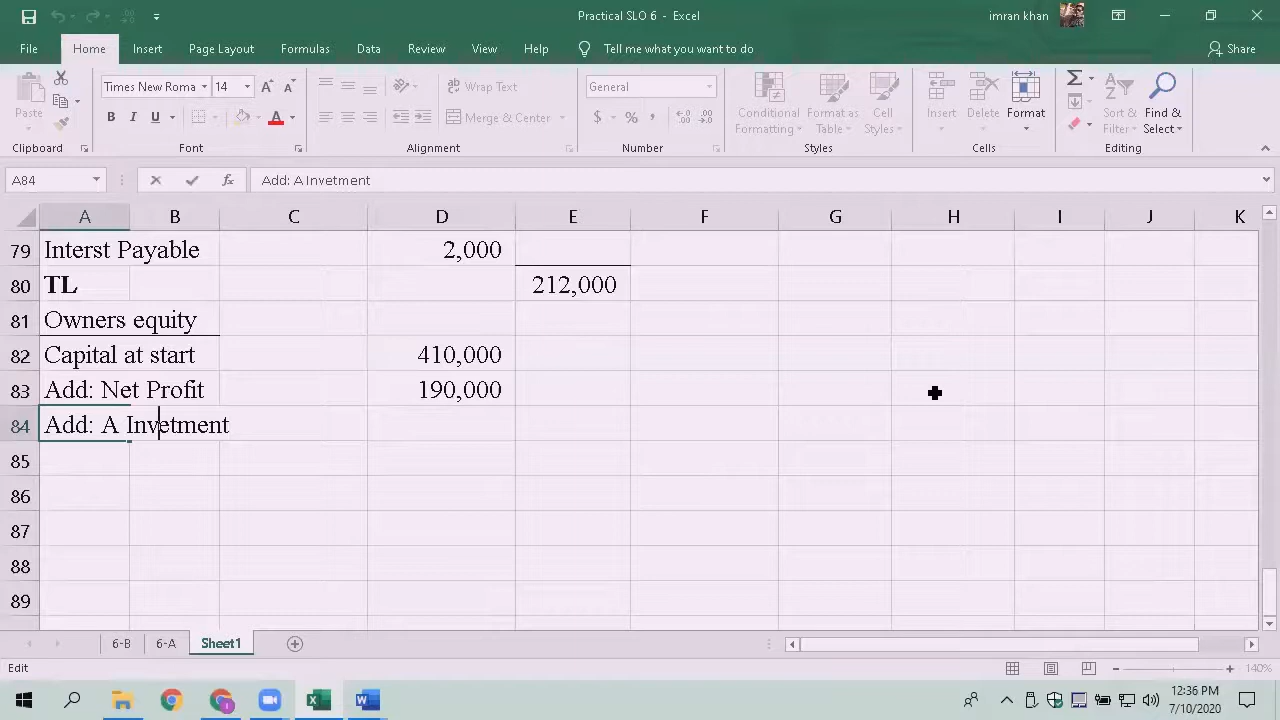 Practical SLO 6 - Excel
imran khan
File Home Insert Page Layout Formulas Data Review View Help Tell me what you want to do Share
Times New Roma 14 A A Wrap Text General
Paste B I U A Merge & Center $ % , Conditional Formatting Format as Table Cell Styles Insert Delete Format Sort & Filter Find & Select
Clipboard Font Alignment Number Styles Cells Editing
A84 fx Add: A Invetment
A B C D E F G H I J K
79 Interst Payable 2,000
80 TL 212,000
81 Owners equity
82 Capital at start 410,000
83 Add: Net Profit 190,000
84 Add: A Invetment
85
86
87
88
89
6-B 6-A Sheet1
Edit 140%
12:36 PM
7/10/2020